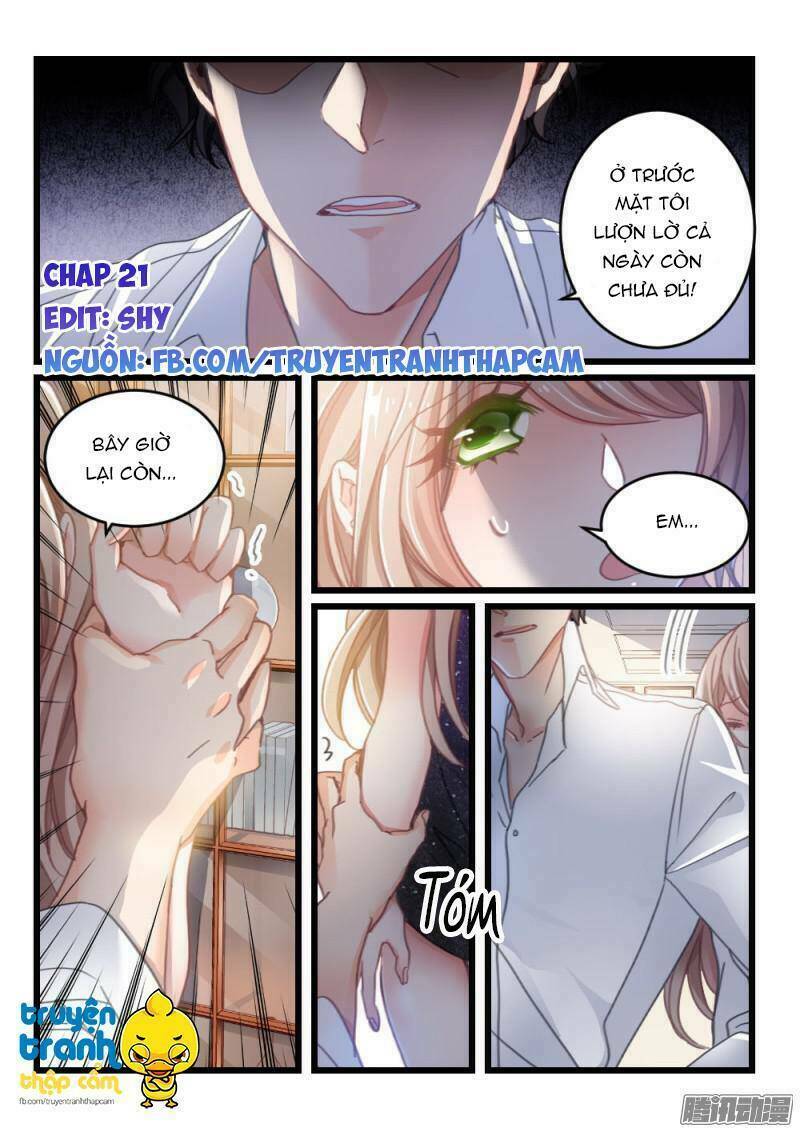 Ở TRƯỚC
MẶT TÔI
LƯỢN LỜ CẢ
NGÀY CÒN
CHƯA ĐỦ!
CHAP 21
EDIT: SHY
NGUỒN: FB.COM/TRUYENTRANHTHAPCAM
BÂY GIỜ
LẠI CÒN...
EM...
Tóm
truyện
tranh
thập cẩm
fb.com/truyentranhthapcam
腾讯动漫